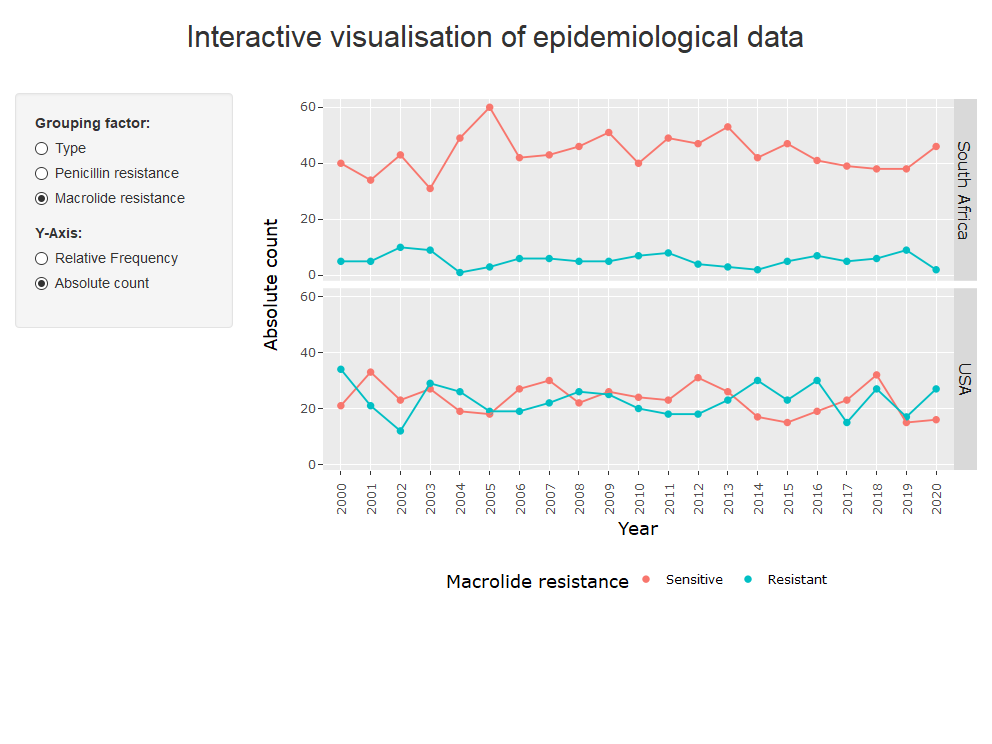 Interactive visualisation of epidemiological data
Grouping factor:
Type
Penicillin resistance
Macrolide resistance
Y-Axis:
Relative Frequency
Absolute count
Absolute count
60
40
20
0
South Africa
60
40
20
0
USA
2000 2001 2002 2003 2004 2005 2006 2007 2008 2009 2010 2011 2012 2013 2014 2015 2016 2017 2018 2019 2020
Year
Macrolide resistance Sensitive Resistant